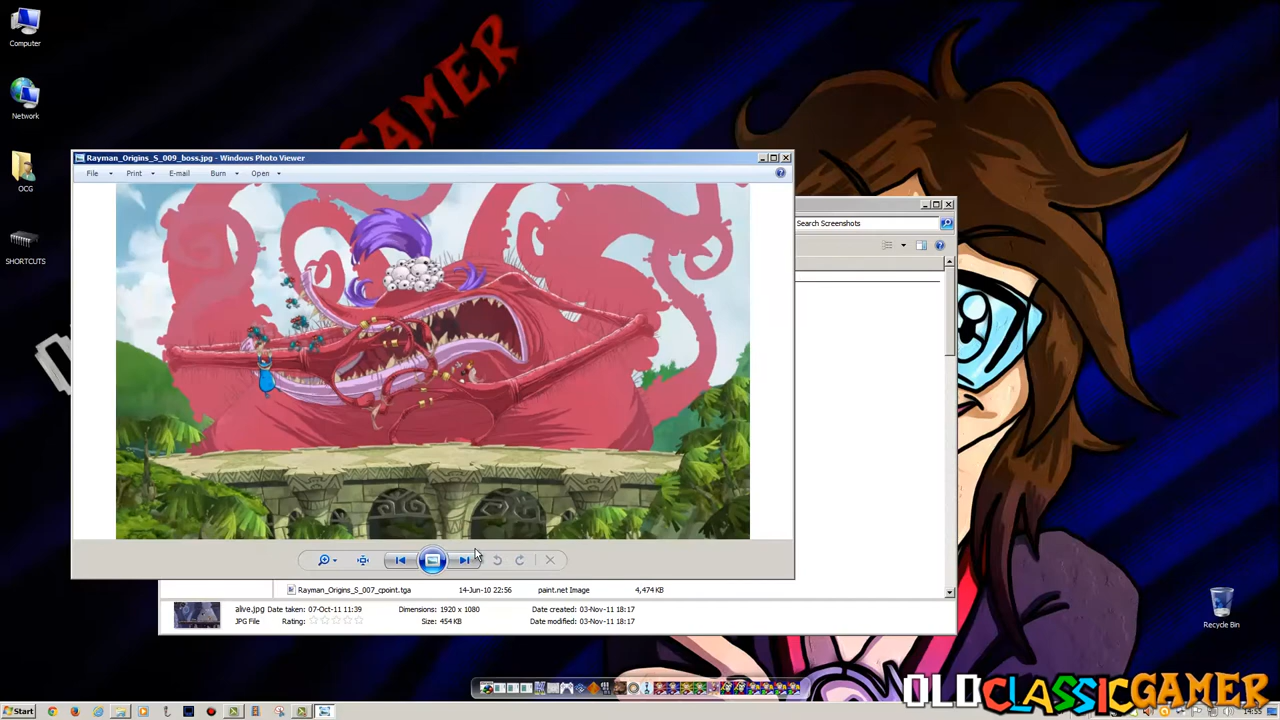 Computer
Network
OCG
SHORTCUTS
GAMER
Rayman_Origins_S_009_boss.jpg - Windows Photo Viewer
File Print E-mail Burn Open
Search Screenshots
Rayman_Origins_S_007_cpoint.tga 14-Jun-10 22:56 paint.net Image 4,474 KB
alive.jpg Date taken: 07-Oct-11 11:39 Dimensions: 1920 x 1080 Date created: 03-Nov-11 18:17
JPG File Rating: Size: 454 KB Date modified: 03-Nov-11 18:17
Recycle Bin
OLDCLASSICGAMER
Start